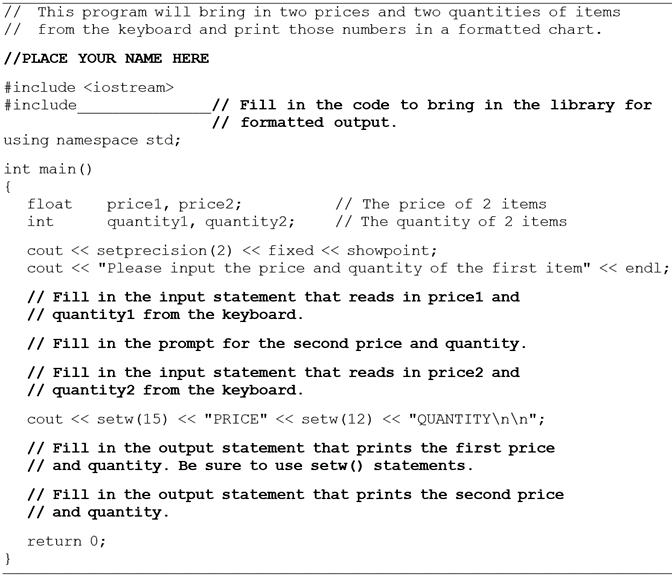 //  This program will bring in two prices and two quantities of items
//  from the keyboard and print those numbers in a formatted chart.
//PLACE YOUR NAME HERE
#include <iostream>
#include_______________// Fill in the code to bring in the library for
// formatted output.
using namespace std;
int main()
{
float    price1, price2;    // The price of 2 items
int    quantity1, quantity2;    // The quantity of 2 items
cout << setprecision(2) << fixed << showpoint;
cout << "Please input the price and quantity of the first item" << endl;
// Fill in the input statement that reads in price1 and
// quantity1 from the keyboard.
// Fill in the prompt for the second price and quantity.
// Fill in the input statement that reads in price2 and
// quantity2 from the keyboard.
cout << setw(15) << "PRICE" << setw(12) << "QUANTITY\n\n";
// Fill in the output statement that prints the first price
// and quantity. Be sure to use setw() statements.
// Fill in the output statement that prints the second price
// and quantity.
return 0;
}